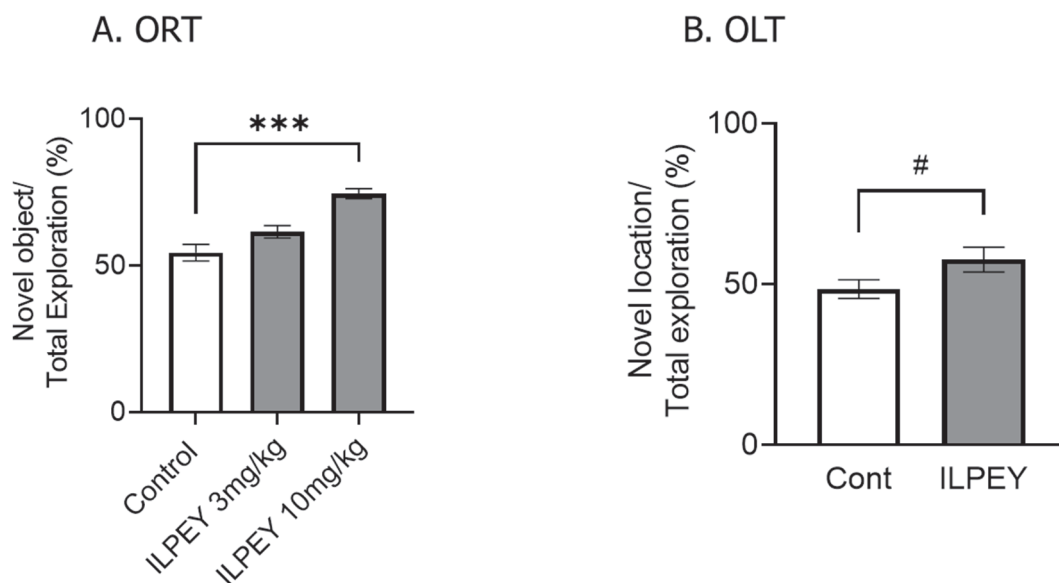 A. ORT
Novel object/
Total Exploration (%)
100
50
0
***
Control
ILPEY 3mg/kg
ILPEY 10mg/kg
B. OLT
Novel location/
Total exploration (%)
100
50
0
#
Cont
ILPEY